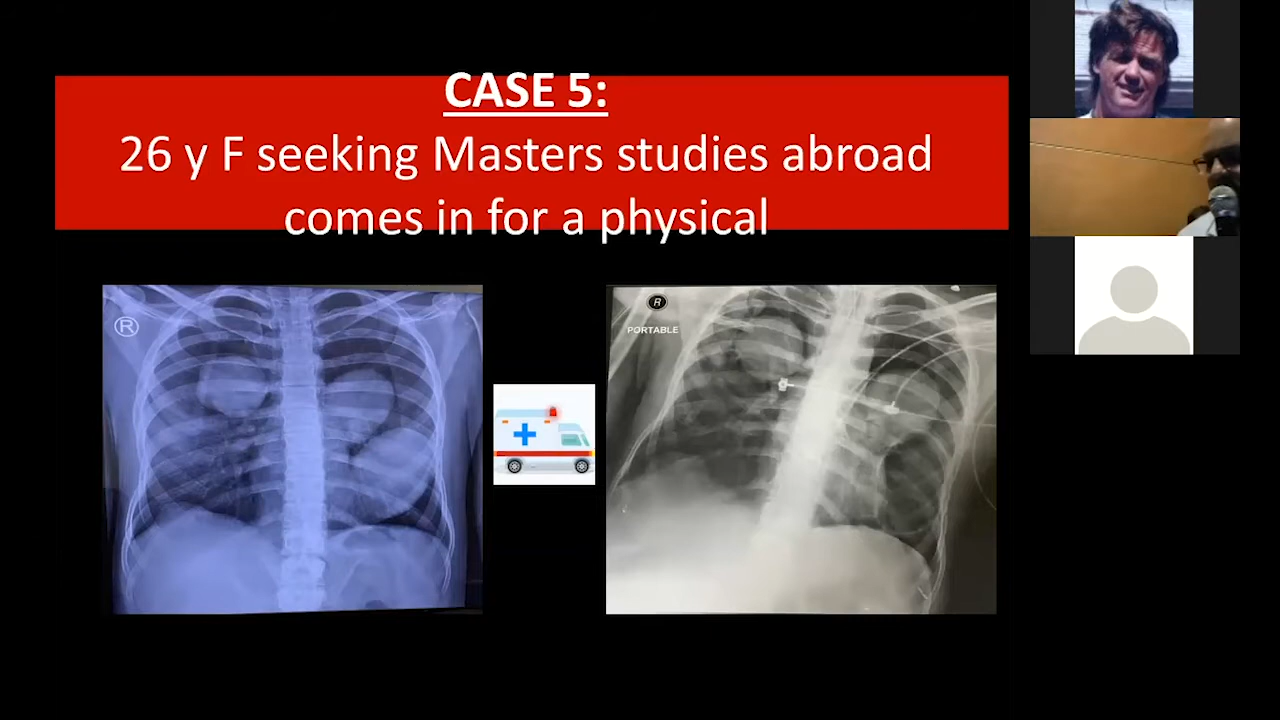 CASE 5:
26 y F seeking Masters studies abroad
comes in for a physical
R
R
PORTABLE